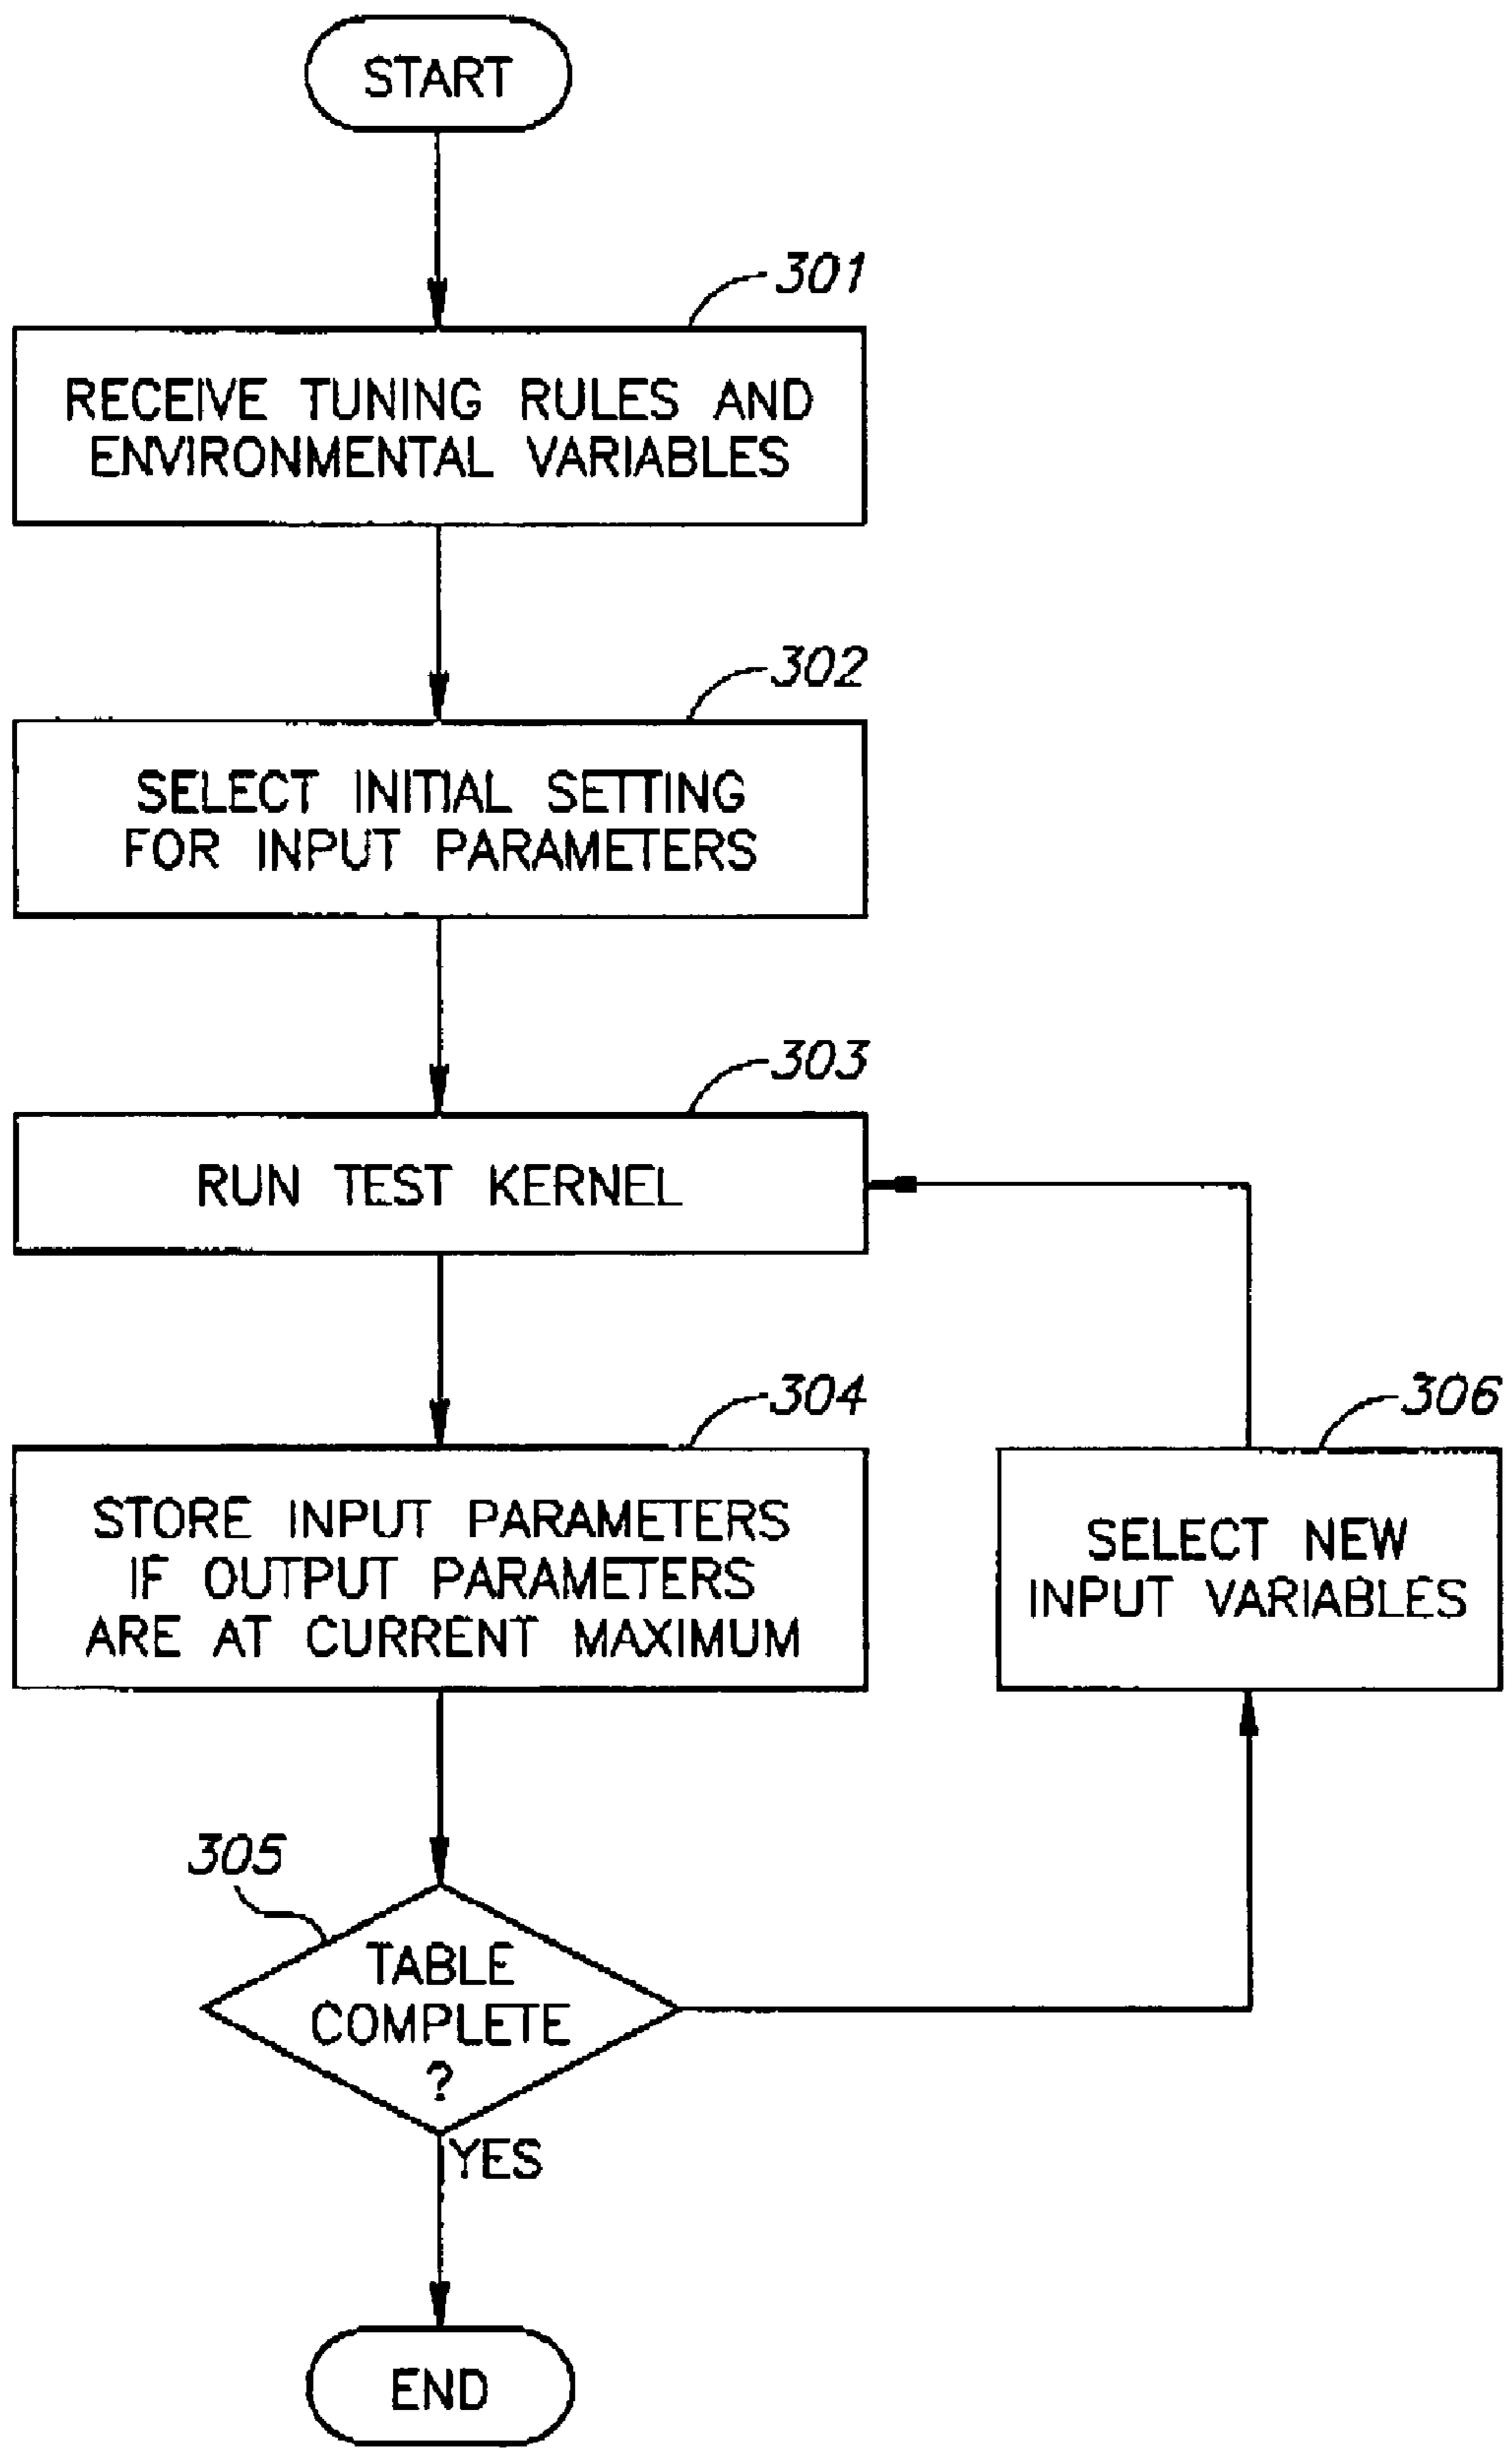 START
301
RECEIVE TUNING RULES AND
ENVIRONMENTAL VARIABLES
302
SELECT INITIAL SETTING
FOR INPUT PARAMETERS
303
RUN TEST KERNEL
304
STORE INPUT PARAMETERS
IF OUTPUT PARAMETERS
ARE AT CURRENT MAXIMUM
306
SELECT NEW
INPUT VARIABLES
305
TABLE
COMPLETE
?
YES
END